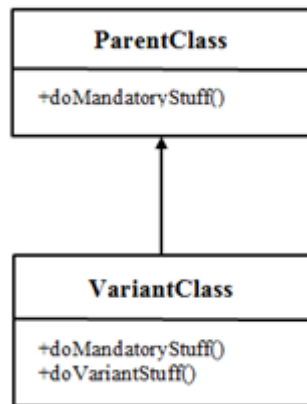 ParentClass
+doMandatoryStuff()
VariantClass
+doMandatoryStuff()
+doVariantStuff()